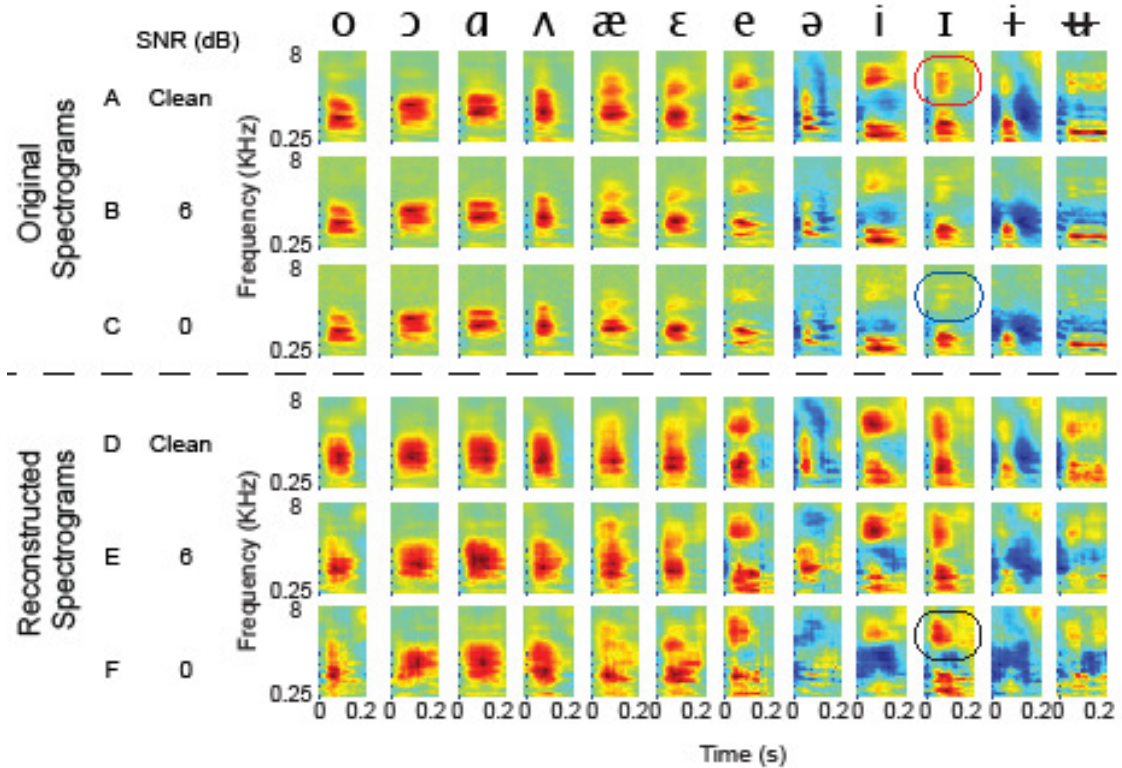 o ɔ ɑ ʌ æ ɛ e ə i ɪ ɨ ʉ
SNR (dB)
Original
Spectrograms
Frequency (KHz)
A Clean
8
0.25
B 6
8
0.25
C 0
8
0.25
Reconstructed
Spectrograms
Frequency (KHz)
D Clean
8
0.25
E 6
8
0.25
F 0
8
0.25
0 0.2 0 0.2 0 0.2 0 0.2 0 0.2 0 0.2 0 0.2 0 0.2 0 0.2 0 0.2 0 0.2 0 0.2
Time (s)